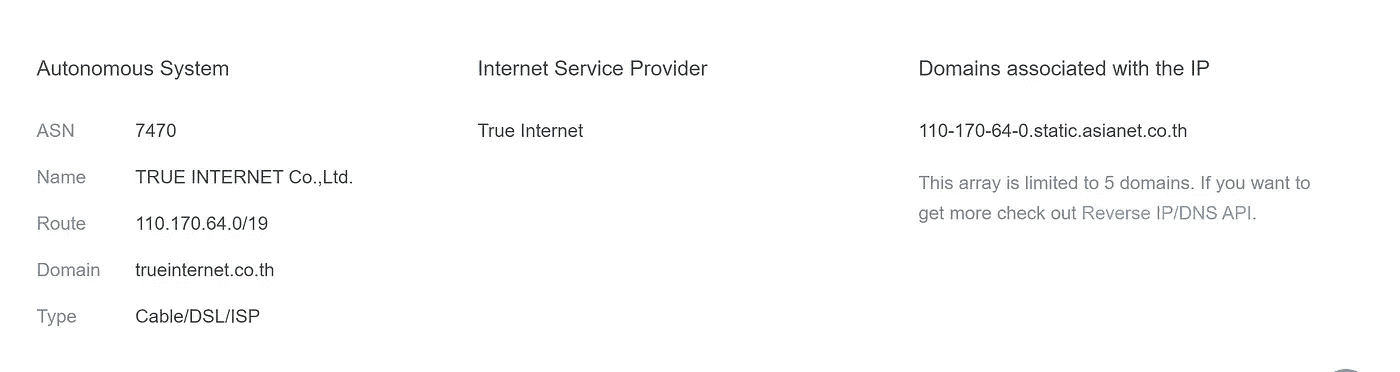 Autonomous System
ASN 7470
Name TRUE INTERNET Co.,Ltd.
Route 110.170.64.0/19
Domain trueinternet.co.th
Type Cable/DSL/ISP
Internet Service Provider
True Internet
Domains associated with the IP
110-170-64-0.static.asianet.co.th
This array is limited to 5 domains. If you want to
get more check out Reverse IP/DNS API.